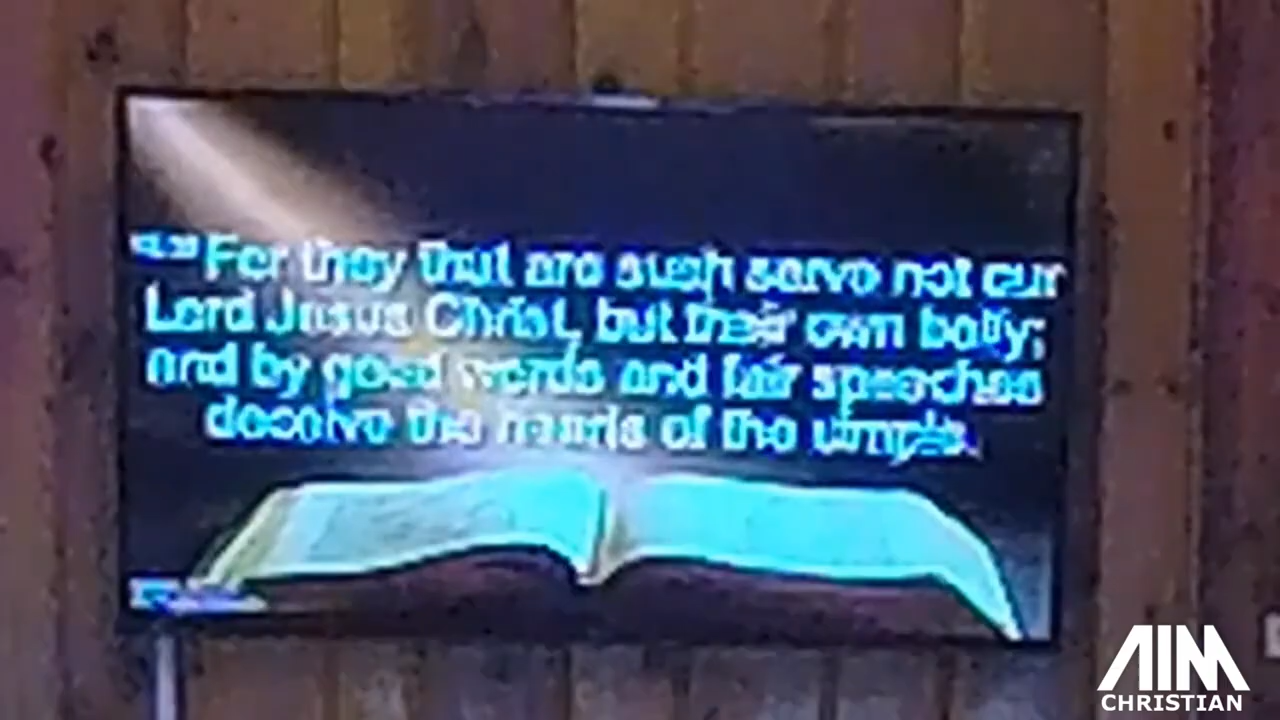 For they that are such serve not our
Lord Jesus Christ, but their own belly;
and by good words and fair speeches
deceive the hearts of the simple.
AIM
CHRISTIAN